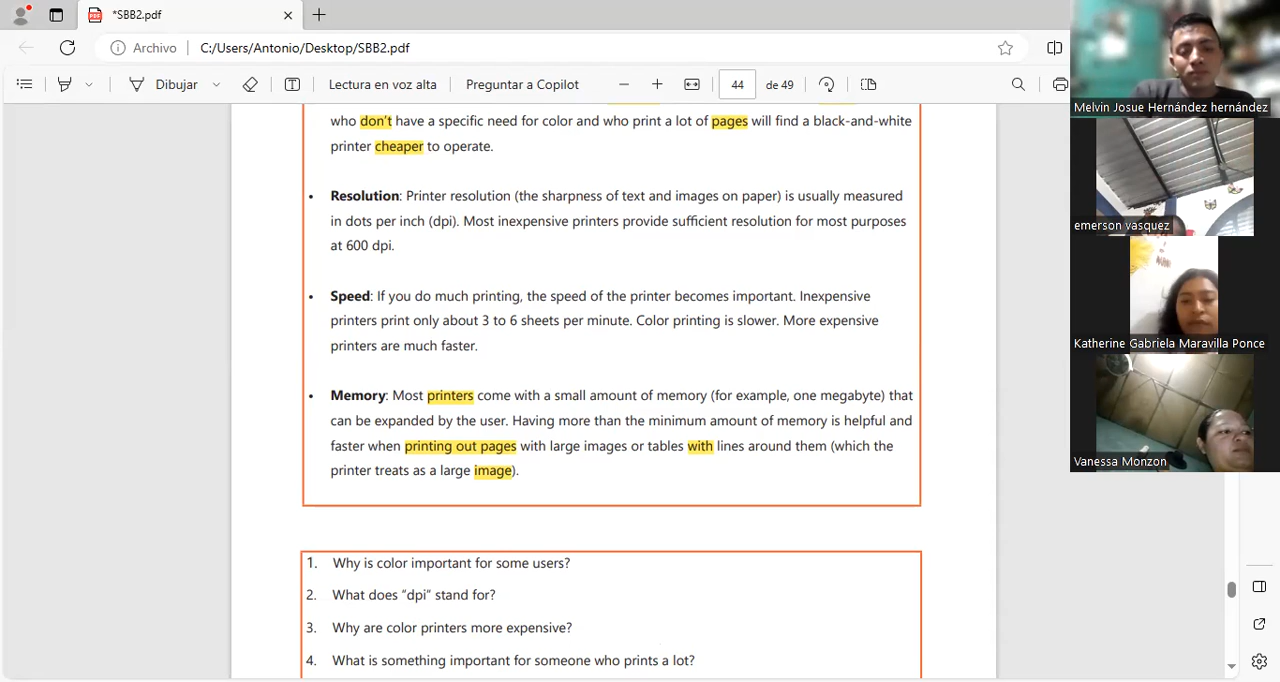 *SBB2.pdf
Archivo
C:/Users/Antonio/Desktop/SBB2.pdf
Dibujar
Lectura en voz alta
Preguntar a Copilot
44
de 49
who don't have a specific need for color and who print a lot of pages will find a black-and-white
printer cheaper to operate.
• Resolution: Printer resolution (the sharpness of text and images on paper) is usually measured
in dots per inch (dpi). Most inexpensive printers provide sufficient resolution for most purposes
at 600 dpi.
• Speed: If you do much printing, the speed of the printer becomes important. Inexpensive
printers print only about 3 to 6 sheets per minute. Color printing is slower. More expensive
printers are much faster.
• Memory: Most printers come with a small amount of memory (for example, one megabyte) that
can be expanded by the user. Having more than the minimum amount of memory is helpful and
faster when printing out pages with large images or tables with lines around them (which the
printer treats as a large image).
1. Why is color important for some users?
2. What does “dpi” stand for?
3. Why are color printers more expensive?
4. What is something important for someone who prints a lot?
Melvin Josue Hernández hernández
emerson vasquez
Katherine Gabriela Maravilla Ponce
Vanessa Monzon